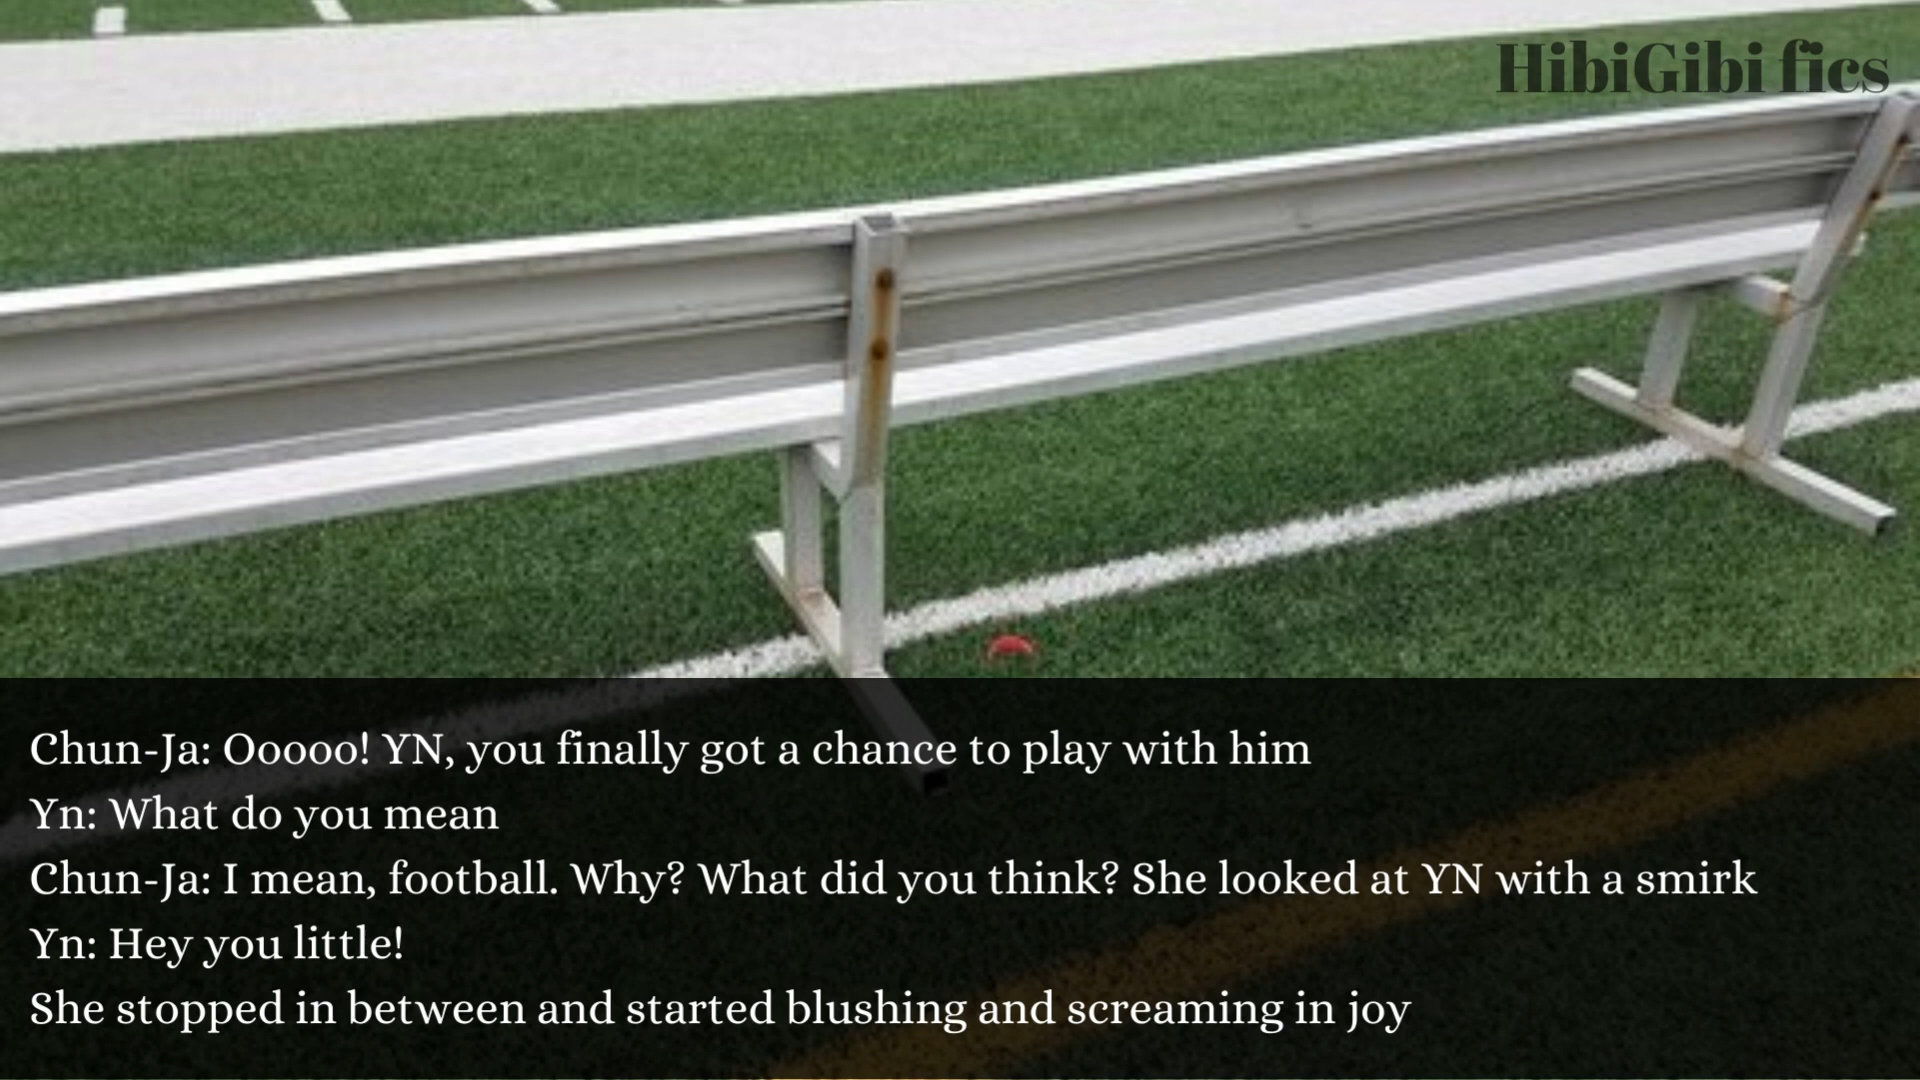 HibiGibi fics
Chun-Ja: Ooooo! YN, you finally got a chance to play with him
Yn: What do you mean
Chun-Ja: I mean, football. Why? What did you think? She looked at YN with a smirk
Yn: Hey you little!
She stopped in between and started blushing and screaming in joy